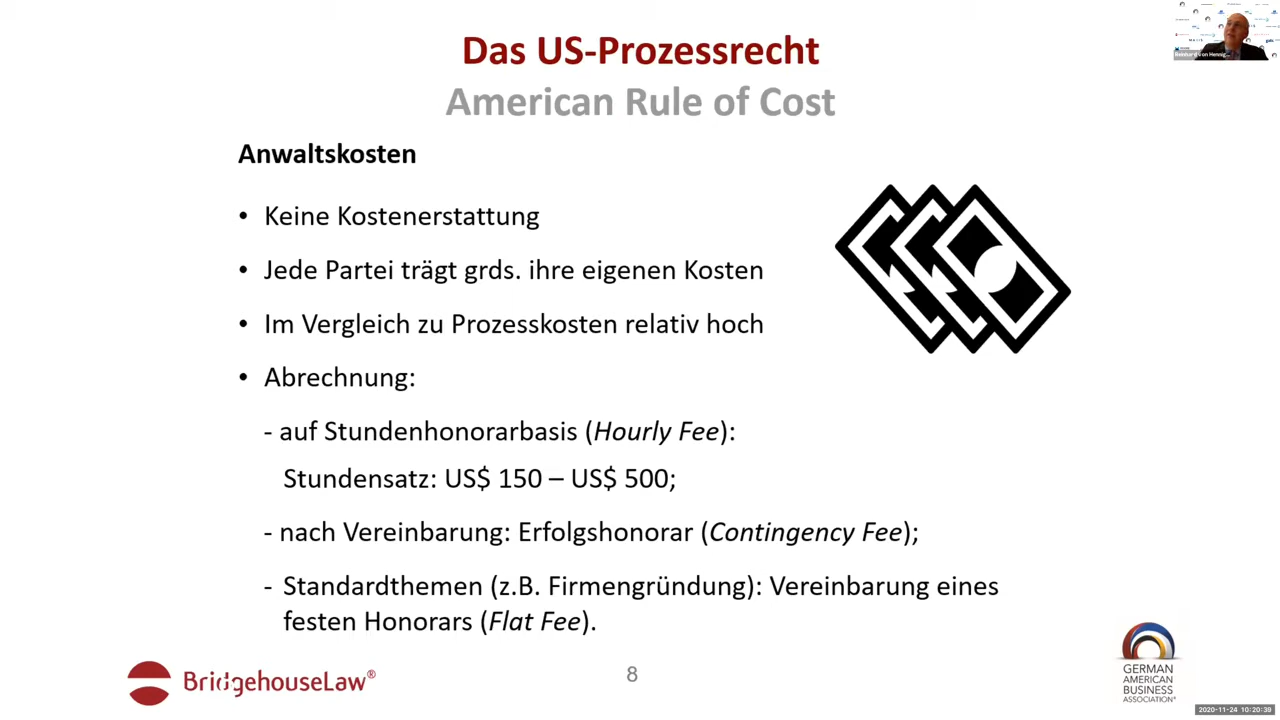 Das US-Prozessrecht
American Rule of Cost
Anwaltskosten
• Keine Kostenerstattung
• Jede Partei trägt grds. ihre eigenen Kosten
• Im Vergleich zu Prozesskosten relativ hoch
• Abrechnung:
- auf Stundenhonorarbasis (Hourly Fee):
Stundensatz: US$ 150 – US$ 500;
- nach Vereinbarung: Erfolgshonorar (Contingency Fee);
- Standardthemen (z.B. Firmengründung): Vereinbarung eines
festen Honorars (Flat Fee).
BridgehouseLaw®
8
GERMAN
AMERICAN
BUSINESS
ASSOCIATION
2020-11-24 10:20:39